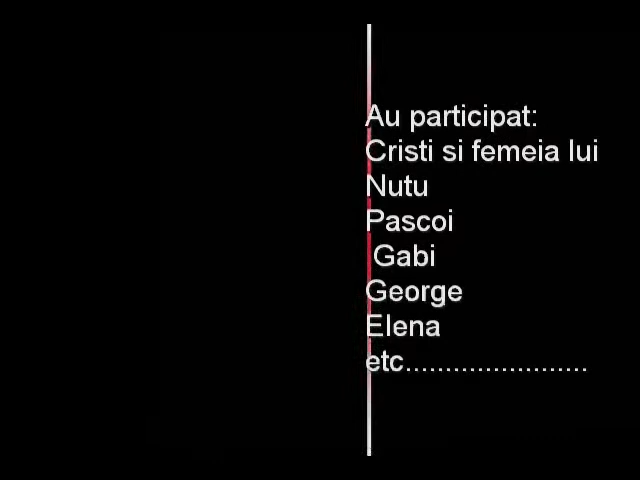 Au participat:
Cristi si femeia lui
Nutu
Pascoi
Gabi
George
Elena
etc.......................